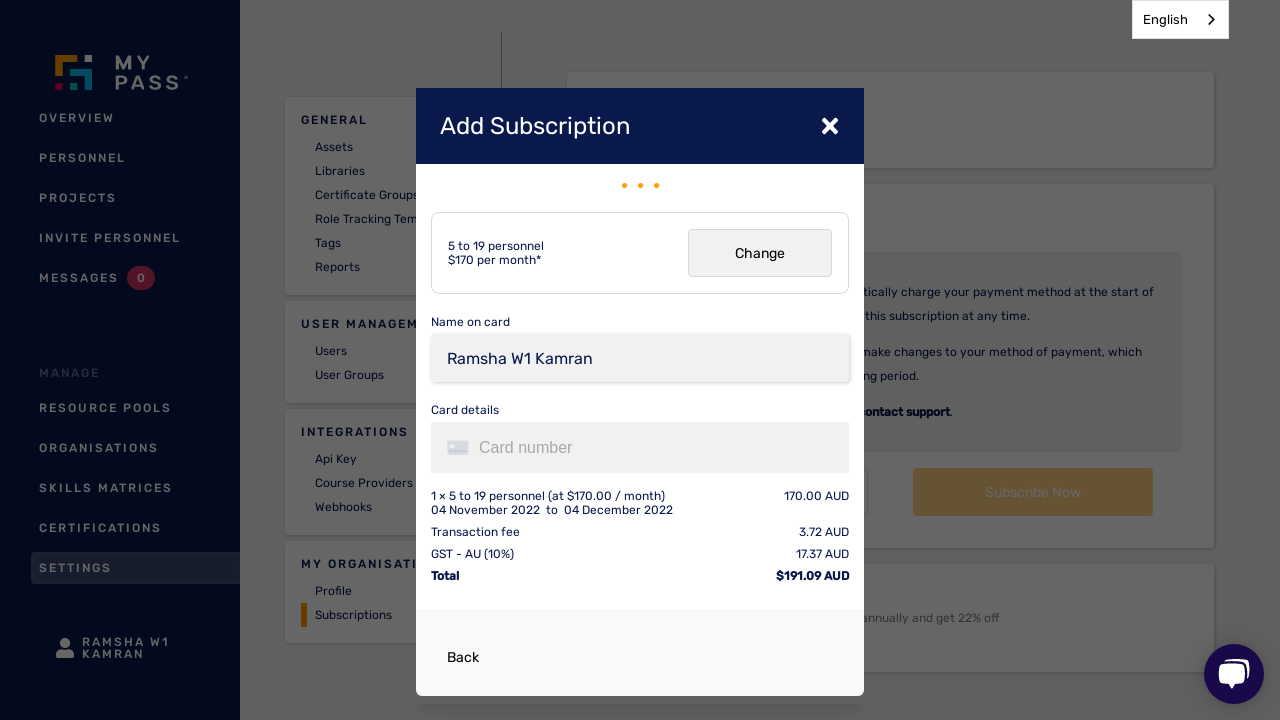 English
MY
PASS
OVERVIEW
PERSONNEL
PROJECTS
INVITE PERSONNEL
MESSAGES 0
MANAGE
RESOURCE POOLS
ORGANISATIONS
SKILLS MATRICES
CERTIFICATIONS
SETTINGS
RAMSHA W1
KAMRAN
GENERAL
Assets
Libraries
Certificate Groups
Role Tracking
Tags
Reports
USER
Users
User Groups
INTEGRATIONS
Api Key
Course Providers
Webhooks
MY
Profile
Subscriptions
Add Subscription
5 to 19 personnel
$170 per month*
Change
Name on card
Ramsha W1 Kamran
Card details
Card number
1 × 5 to 19 personnel (at $170.00 / month) 170.00 AUD
04 November 2022 to 04 December 2022
Transaction fee 3.72 AUD
GST - AU (10%) 17.37 AUD
Total $191.09 AUD
Back
charge your payment method at the start of
this subscription at any time.
make changes to your method of payment, which
period.
contact support.
Subscribe Now
annually and get 22% off